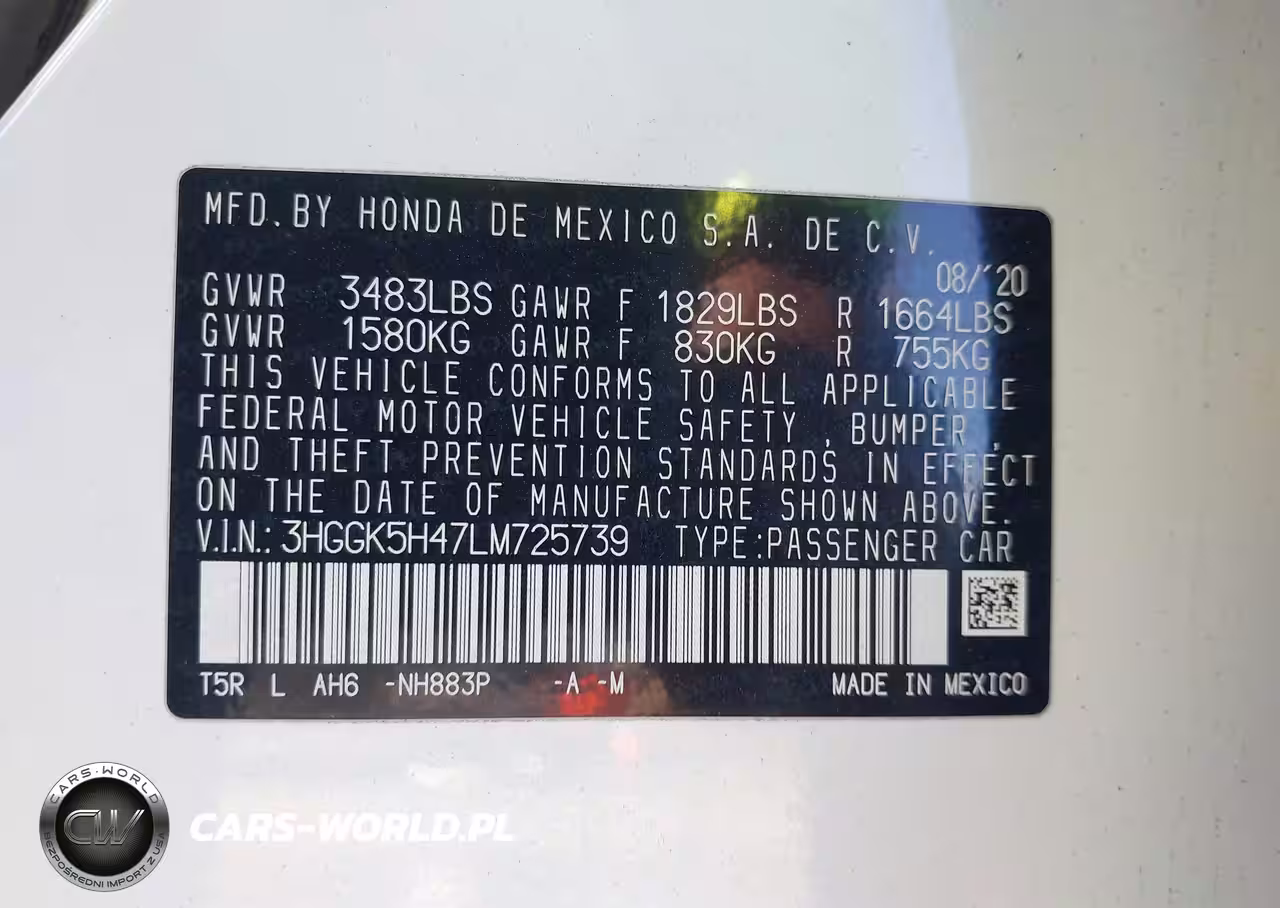 MFD.BY HONDA DE MEXICO S.A. DE C.V.
08/'20
GVWR 3483LBS GAWR F 1829LBS R 1664LBS
GVWR 1580KG GAWR F 830KG R 755KG
THIS VEHICLE CONFORMS TO ALL APPLICABLE
FEDERAL MOTOR VEHICLE SAFETY , BUMPER ,
AND THEFT PREVENTION STANDARDS IN EFFECT
ON THE DATE OF MANUFACTURE SHOWN ABOVE.
V.I.N.: 3HGGK5H47LM725739 TYPE:PASSENGER CAR
T5R L AH6 -NH883P -A -M MADE IN MEXICO
CARS-WORLD
CW
BEZPOŚREDNI IMPORT Z USA
CARS-WORLD.PL